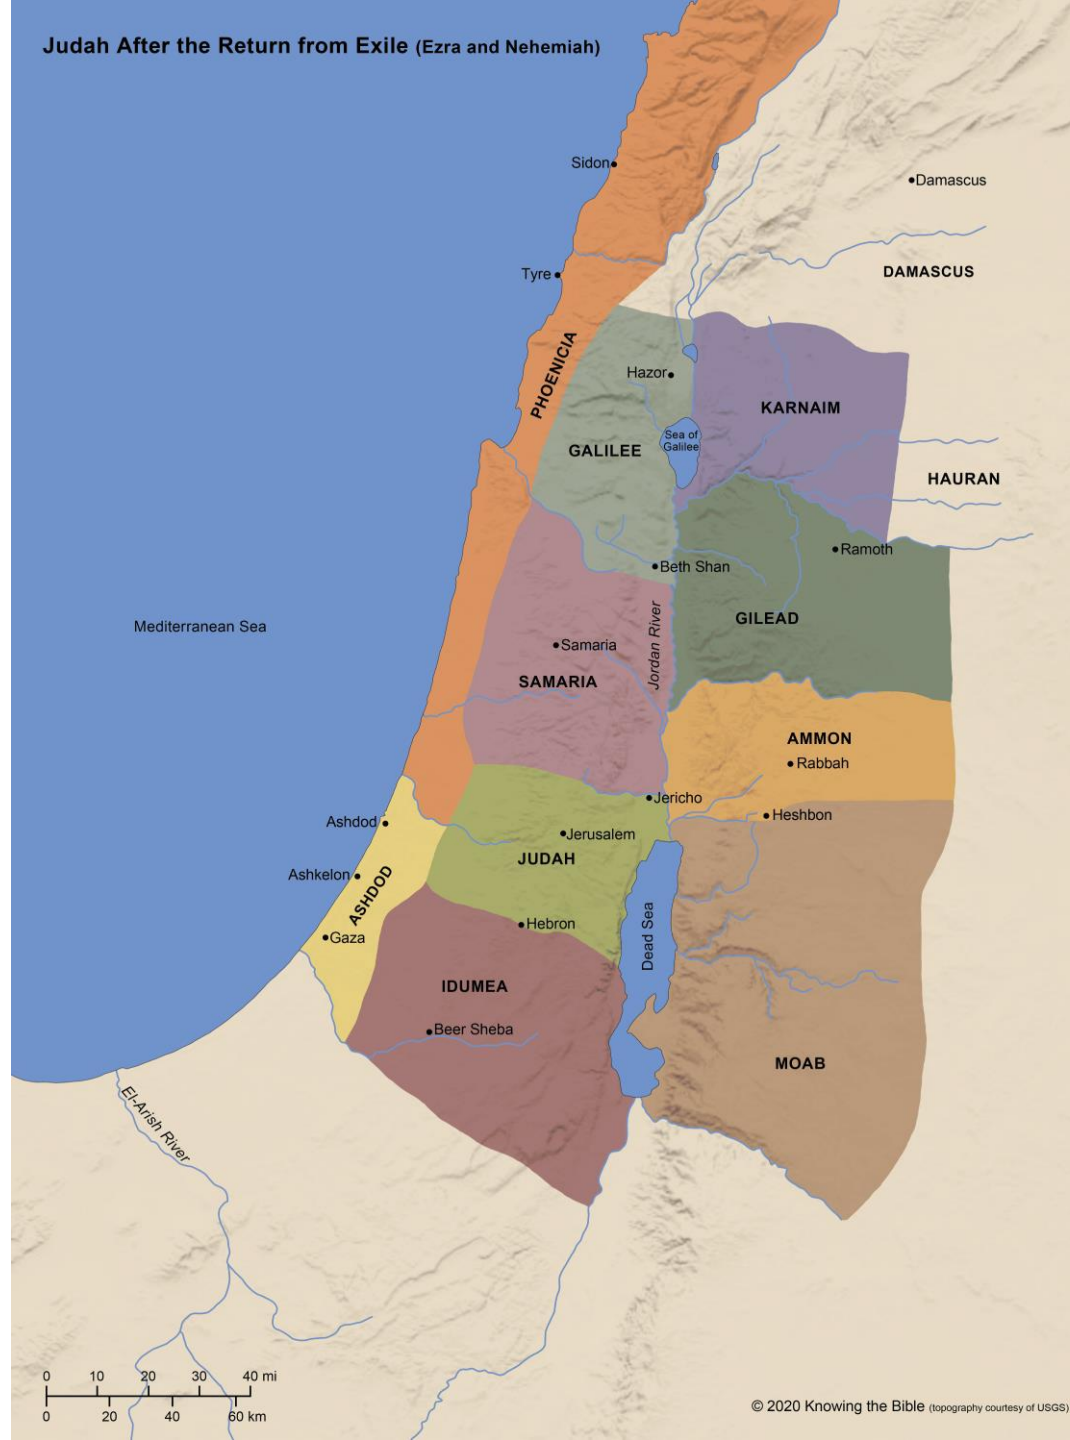 Judah After the Return from Exile (Ezra and Nehemiah)
Sidon
Damascus
Tyre
DAMASCUS
PHOENICIA
Hazor
KARNAIM
Sea of
Galilee
GALILEE
HAURAN
Ramoth
Beth Shan
GILEAD
Mediterranean Sea
Jordan River
Samaria
SAMARIA
AMMON
Rabbah
Jericho
Heshbon
Ashdod
Jerusalem
JUDAH
Ashkelon
ASHDOD
Hebron
Dead Sea
Gaza
IDUMEA
Beer Sheba
MOAB
El-Arish River
0 10 20 30 40 mi
0 20 40 60 km
© 2020 Knowing the Bible (topography courtesy of USGS)